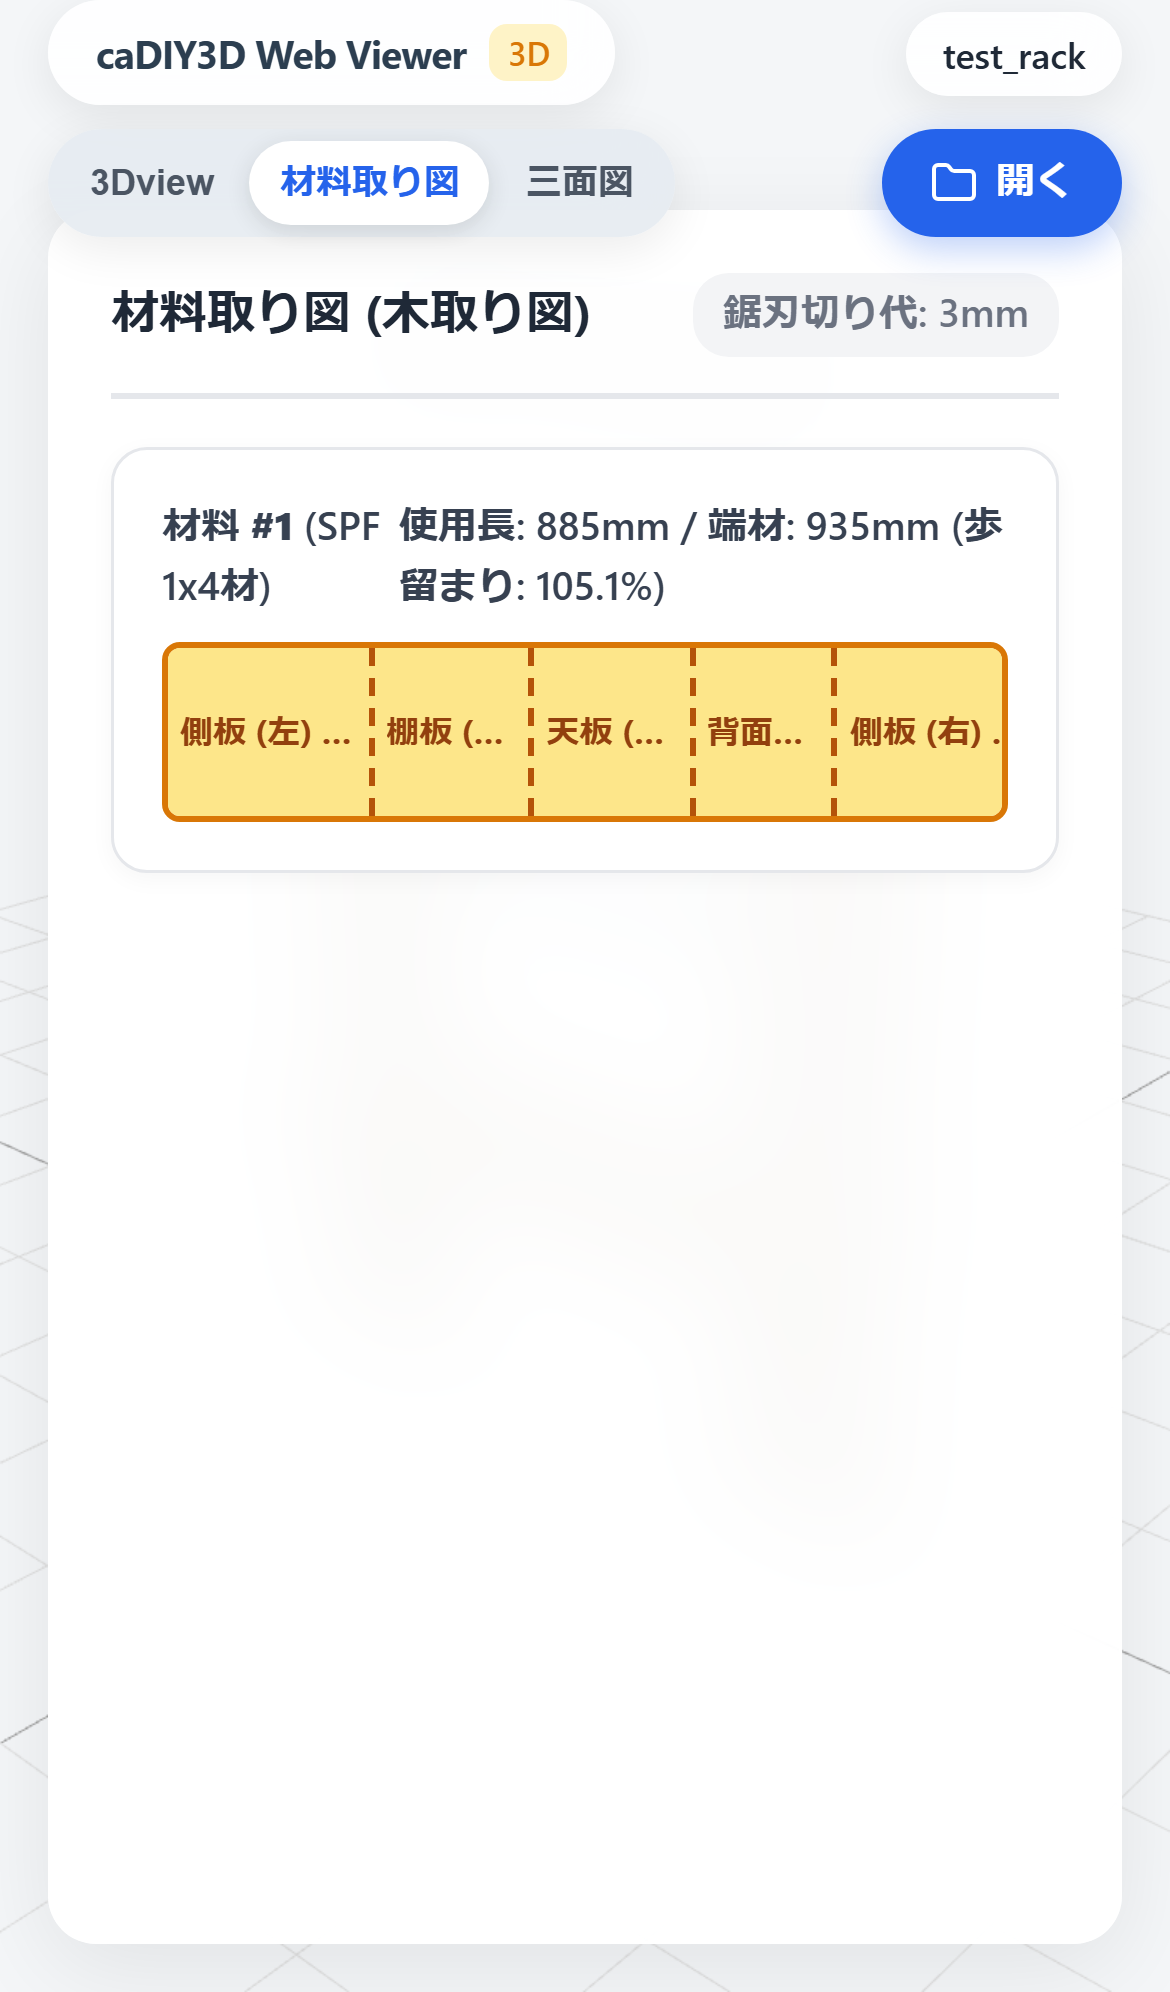 caDIY3D Web Viewer 3D
test_rack
3Dview 材料取り図 三面図
開く
材料取り図 (木取り図)
鋸刃切り代: 3mm
材料 #1 (SPF 1x4材)
使用長: 885mm / 端材: 935mm (歩
留まり: 105.1%)
側板 (左) ... 棚板 (... 天板 (... 背面... 側板 (右) .